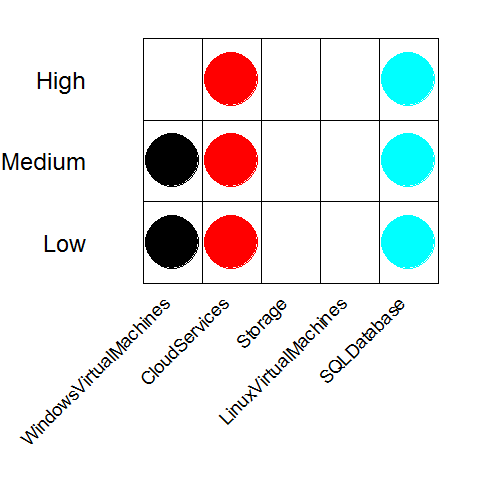 High
Medium
Low
WindowsVirtualMachines
CloudServices
Storage
LinuxVirtualMachines
SQLDatabase